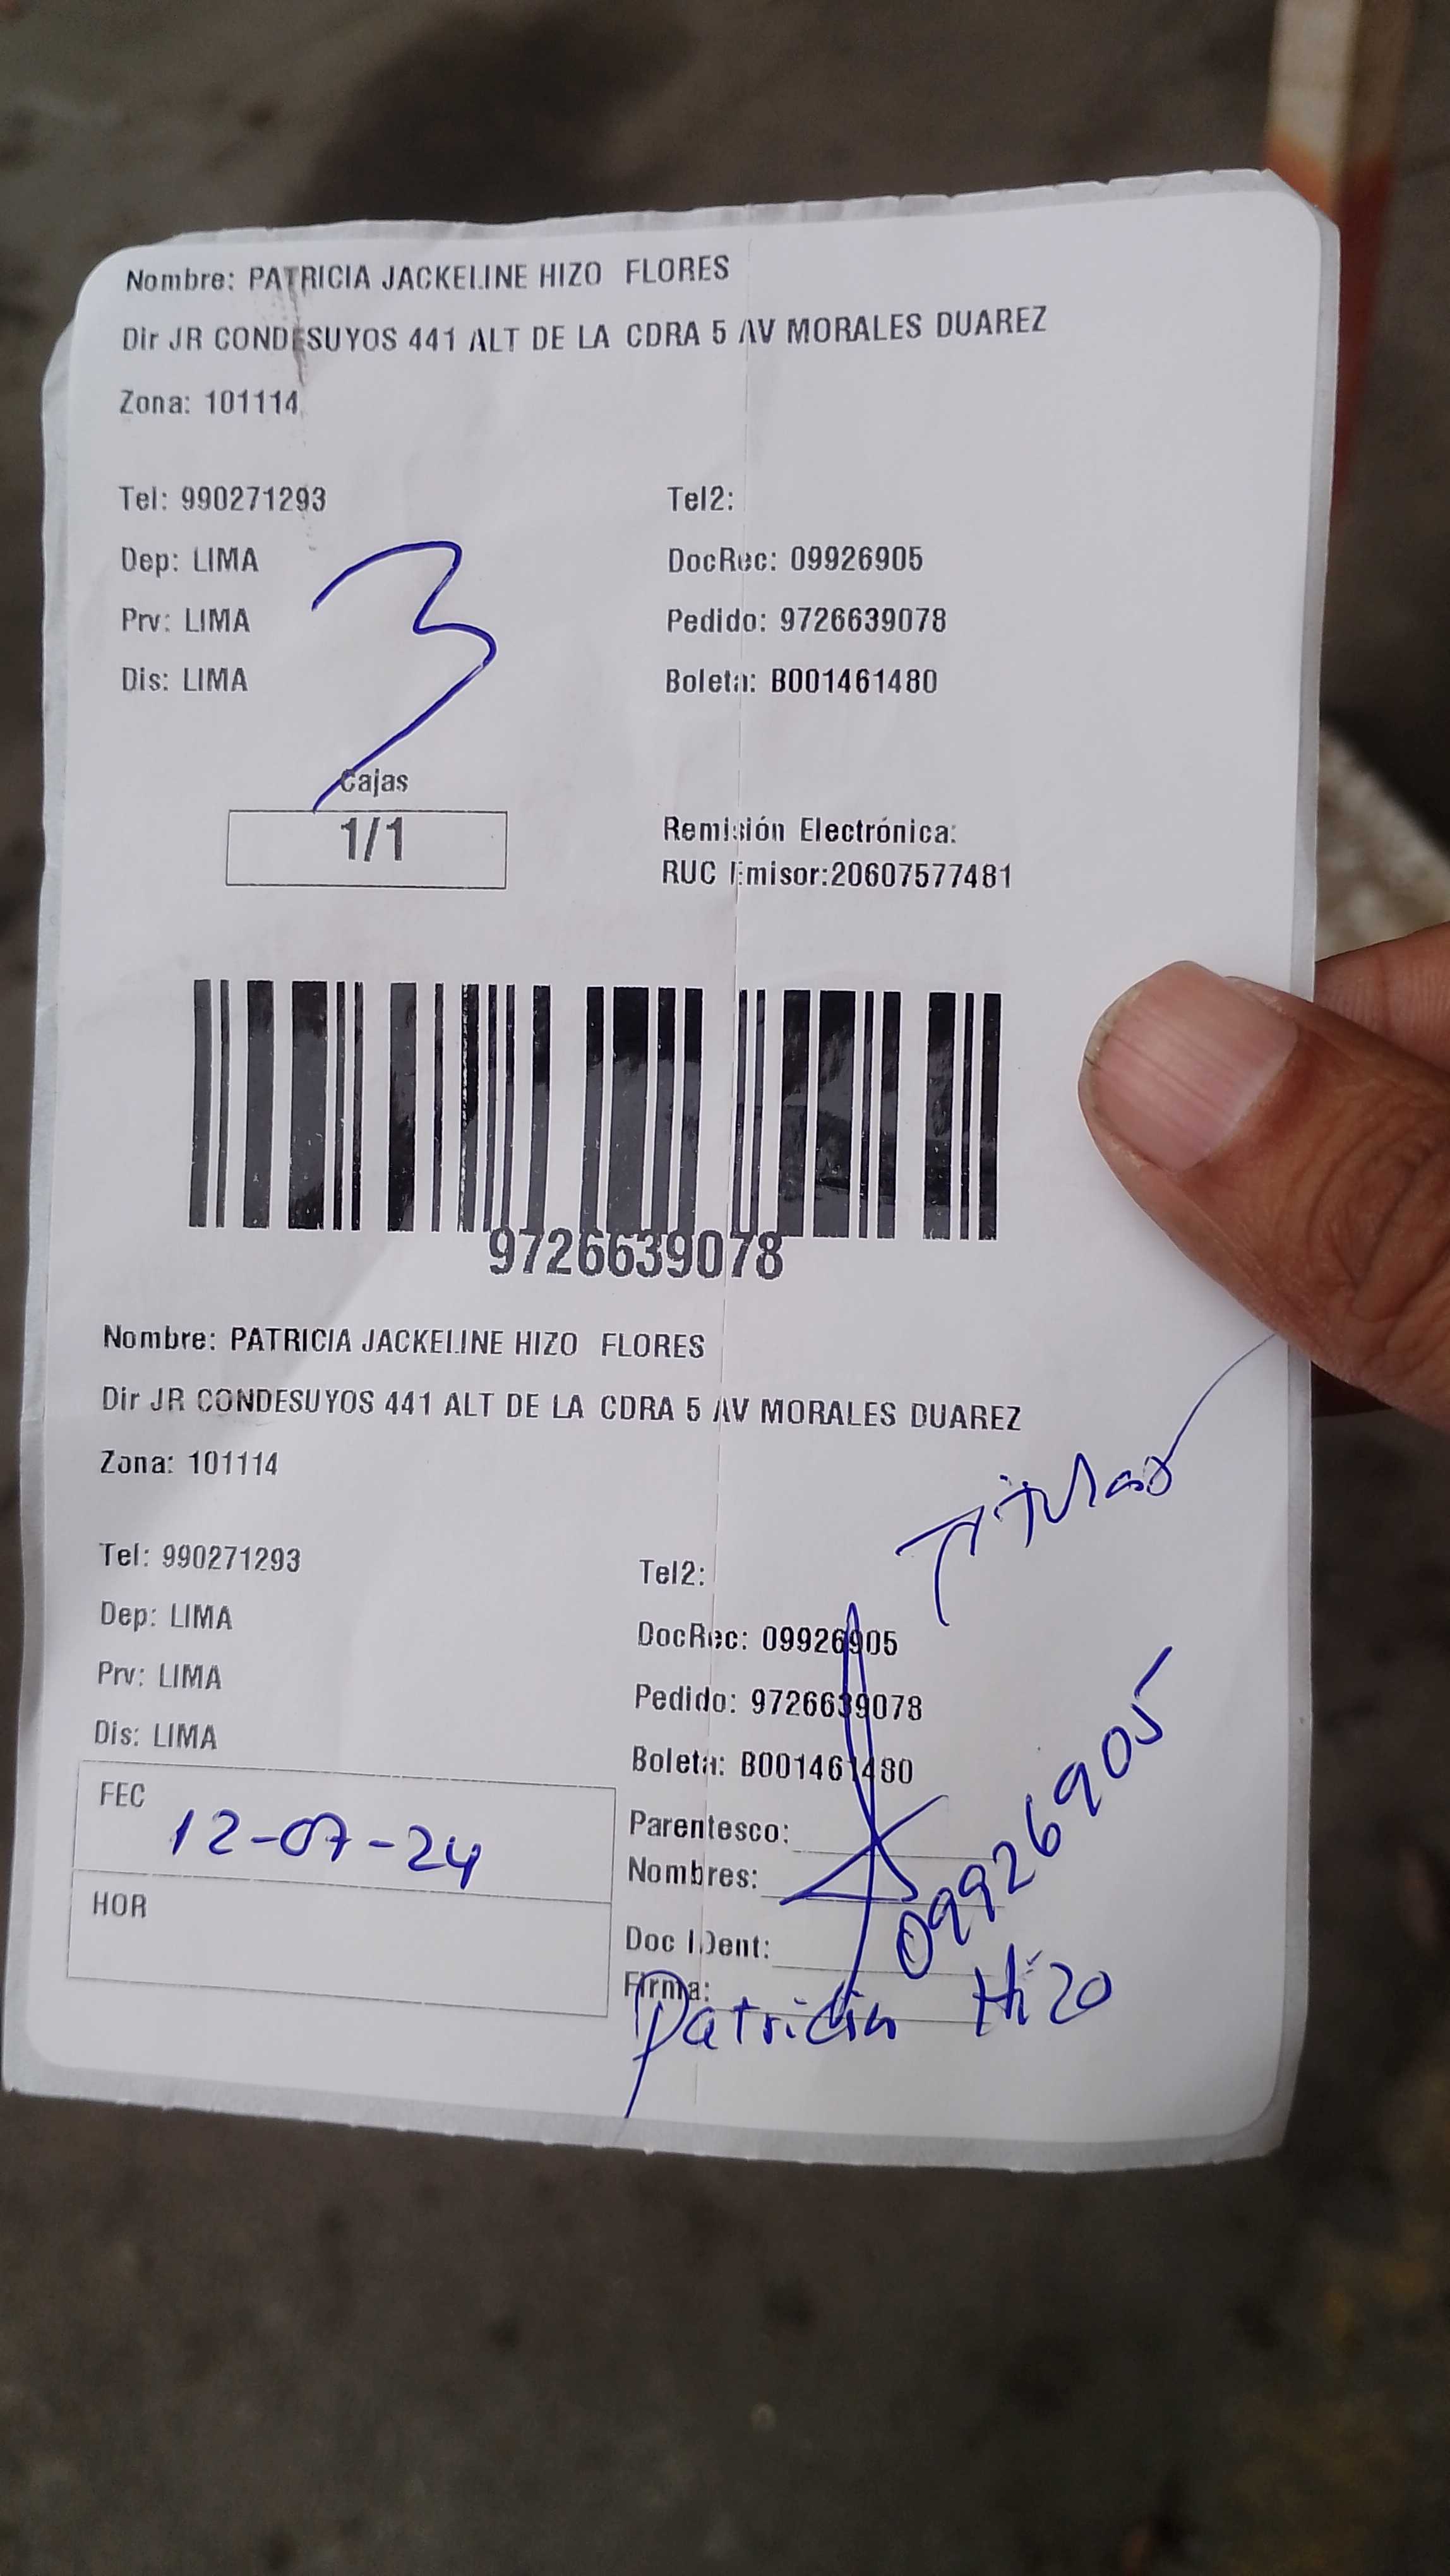 Nombre: PATRICIA JACKELINE HIZO FLORES
Dir JR CONDESUYOS 441 ALT DE LA CDRA 5 AV MORALES DUAREZ
Zona: 101114
Tel: 990271293 Tel2:
Dep: LIMA DocRec: 09926905
Prv: LIMA Pedido: 9726639078
Dis: LIMA Boleta: B001461480
3
Cajas
1/1
Remisión Electrónica:
RUC Emisor:20607577481
9726639078
Nombre: PATRICIA JACKELINE HIZO FLORES
Dir JR CONDESUYOS 441 ALT DE LA CDRA 5 AV MORALES DUAREZ
Zona: 101114
Titular
Tel: 990271293 Tel2:
Dep: LIMA DocRec: 09926905
Prv: LIMA Pedido: 9726639078
Dis: LIMA Boleta: B001461480
FEC 12-07-24
HOR
Parentesco:
Nombres:
Doc IDent:
09926905
Firma:
Patricia Hizo